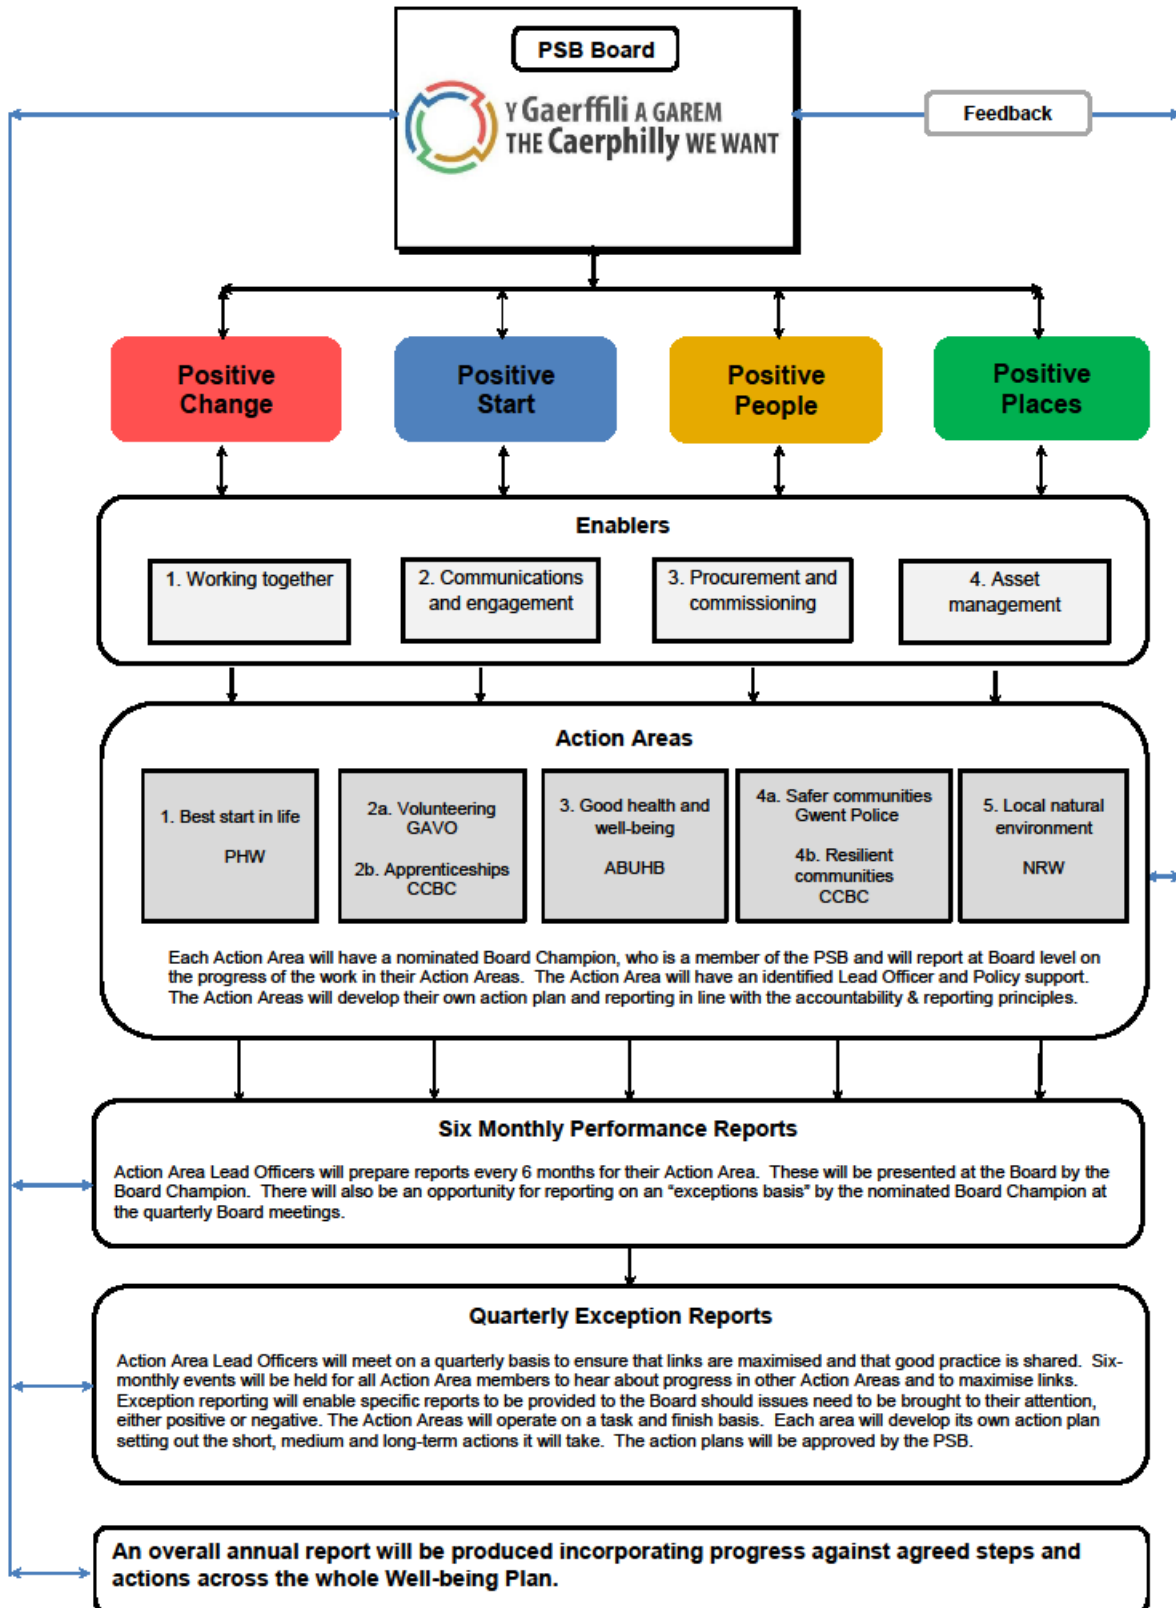 PSB Board
Y Gaerffili A GAREM
THE Caerphilly WE WANT
Feedback
Positive
Change
Positive
Start
Positive
People
Positive
Places
Enablers
1. Working together
2. Communications
and engagement
3. Procurement and
commissioning
4. Asset
management
Action Areas
1. Best start in life
PHW
2a. Volunteering
GAVO
2b. Apprenticeships
CCBC
3. Good health and
well-being
ABUHB
4a. Safer communities
Gwent Police
4b. Resilient
communities
CCBC
5. Local natural
environment
NRW
Each Action Area will have a nominated Board Champion, who is a member of the PSB and will report at Board level on
the progress of the work in their Action Areas.  The Action Area will have an identified Lead Officer and Policy support.
The Action Areas will develop their own action plan and reporting in line with the accountability & reporting principles.
Six Monthly Performance Reports
Action Area Lead Officers will prepare reports every 6 months for their Action Area.  These will be presented at the Board by the
Board Champion.  There will also be an opportunity for reporting on an “exceptions basis” by the nominated Board Champion at
the quarterly Board meetings.
Quarterly Exception Reports
Action Area Lead Officers will meet on a quarterly basis to ensure that links are maximised and that good practice is shared.  Six-
monthly events will be held for all Action Area members to hear about progress in other Action Areas and to maximise links.
Exception reporting will enable specific reports to be provided to the Board should issues need to be brought to their attention,
either positive or negative. The Action Areas will operate on a task and finish basis.  Each area will develop its own action plan
setting out the short, medium and long-term actions it will take.  The action plans will be approved by the PSB.
An overall annual report will be produced incorporating progress against agreed steps and
actions across the whole Well-being Plan.